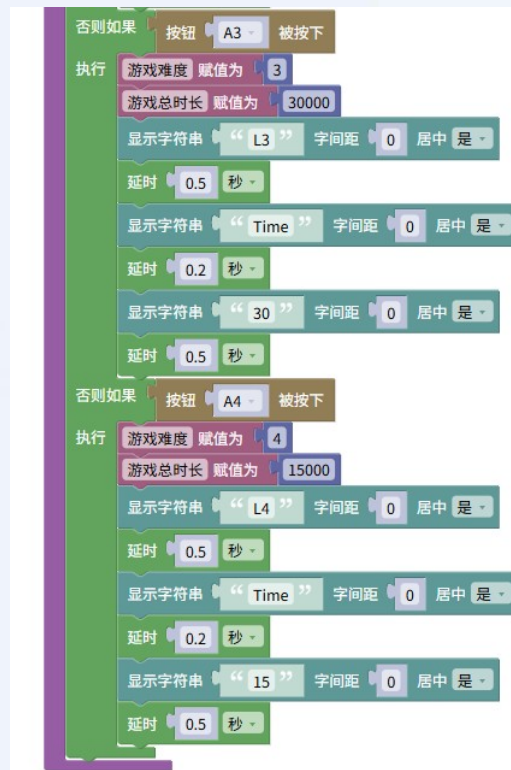 否则如果 按钮 A3 被按下
执行 游戏难度 赋值为 3
游戏总时长 赋值为 30000
显示字符串 “ L3 ” 字间距 0 居中 是
延时 0.5 秒
显示字符串 “ Time ” 字间距 0 居中 是
延时 0.2 秒
显示字符串 “ 30 ” 字间距 0 居中 是
延时 0.5 秒
否则如果 按钮 A4 被按下
执行 游戏难度 赋值为 4
游戏总时长 赋值为 15000
显示字符串 “ L4 ” 字间距 0 居中 是
延时 0.5 秒
显示字符串 “ Time ” 字间距 0 居中 是
延时 0.2 秒
显示字符串 “ 15 ” 字间距 0 居中 是
延时 0.5 秒